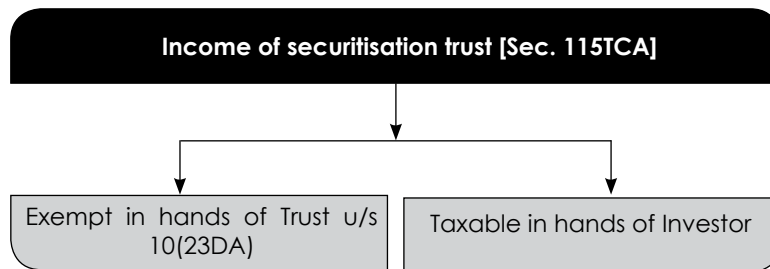 Income of securitisation trust [Sec. 115TCA]
Exempt in hands of Trust u/s
10(23DA)
Taxable in hands of Investor